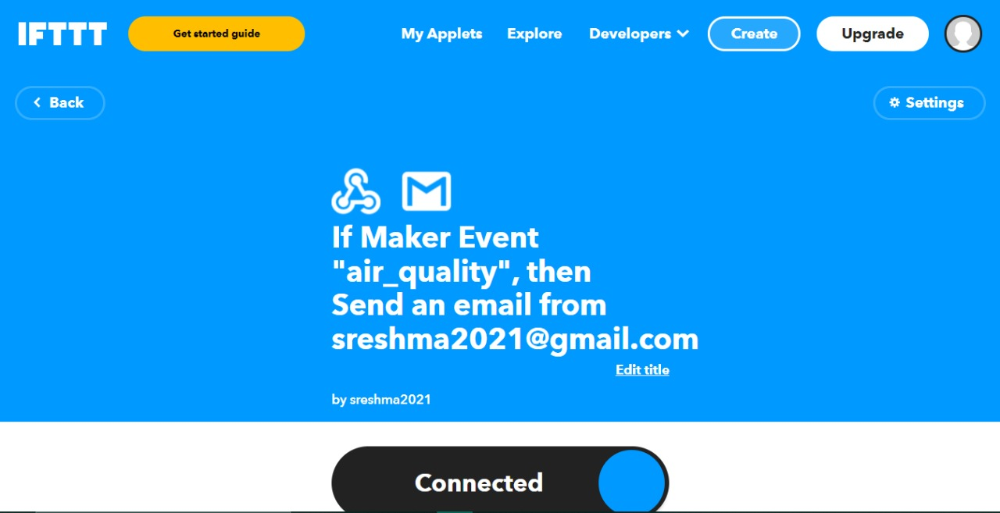 IFTTT
Get started guide
My Applets
Explore
Developers
Create
Upgrade
Back
Settings
If Maker Event
"air_quality", then
Send an email from
sreshma2021@gmail.com
Edit title
by sreshma2021
Connected